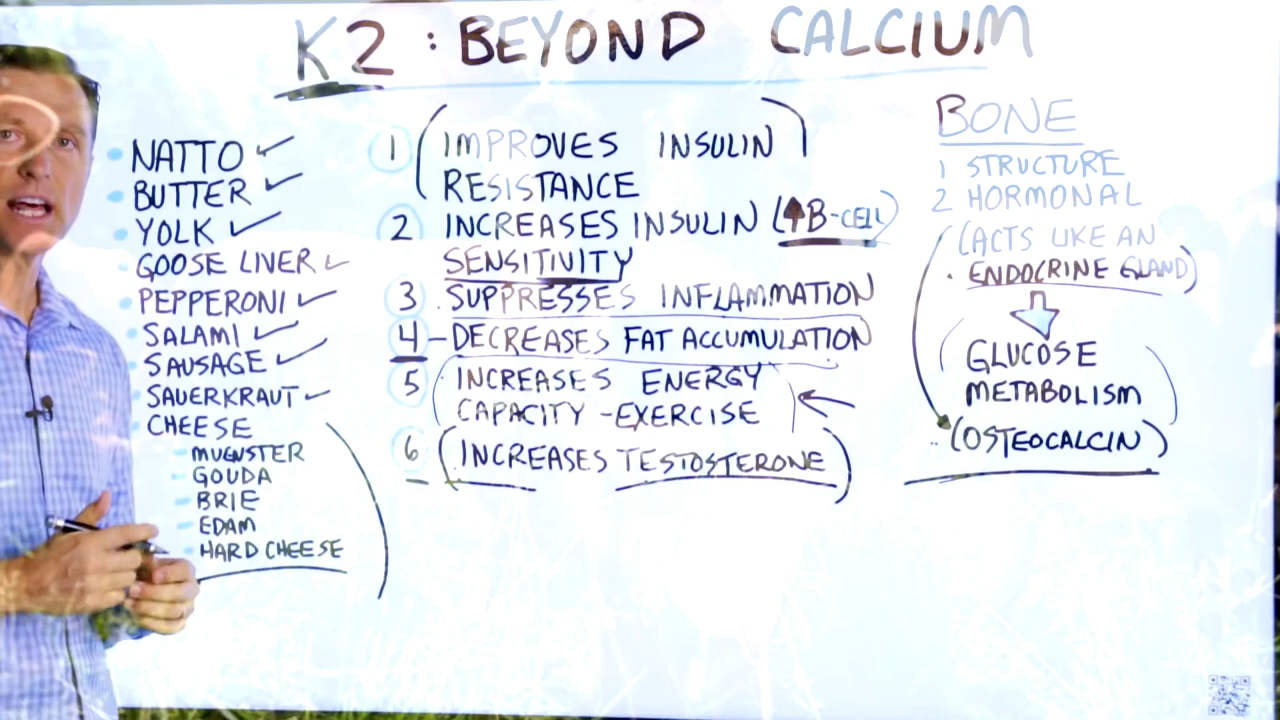 K2 : BEYOND CALCIUM
NATTO
BUTTER
YOLK
GOOSE LIVER
PEPPERONI
SALAMI
SAUSAGE
SAUERKRAUT
CHEESE
MUENSTER
GOUDA
BRIE
EDAM
HARD CHEESE
1 (IMPROVES INSULIN)
RESISTANCE
2 INCREASES INSULIN (↑B-CELL)
SENSITIVITY
3 SUPPRESSES INFLAMMATION
4 - DECREASES FAT ACCUMULATION
5 (INCREASES ENERGY
CAPACITY - EXERCISE)
6 (INCREASES TESTOSTERONE)
BONE
1 STRUCTURE
2 HORMONAL
(ACTS LIKE AN
ENDOCRINE GLAND)
(GLUCOSE
METABOLISM)
(OSTEOCALCIN)